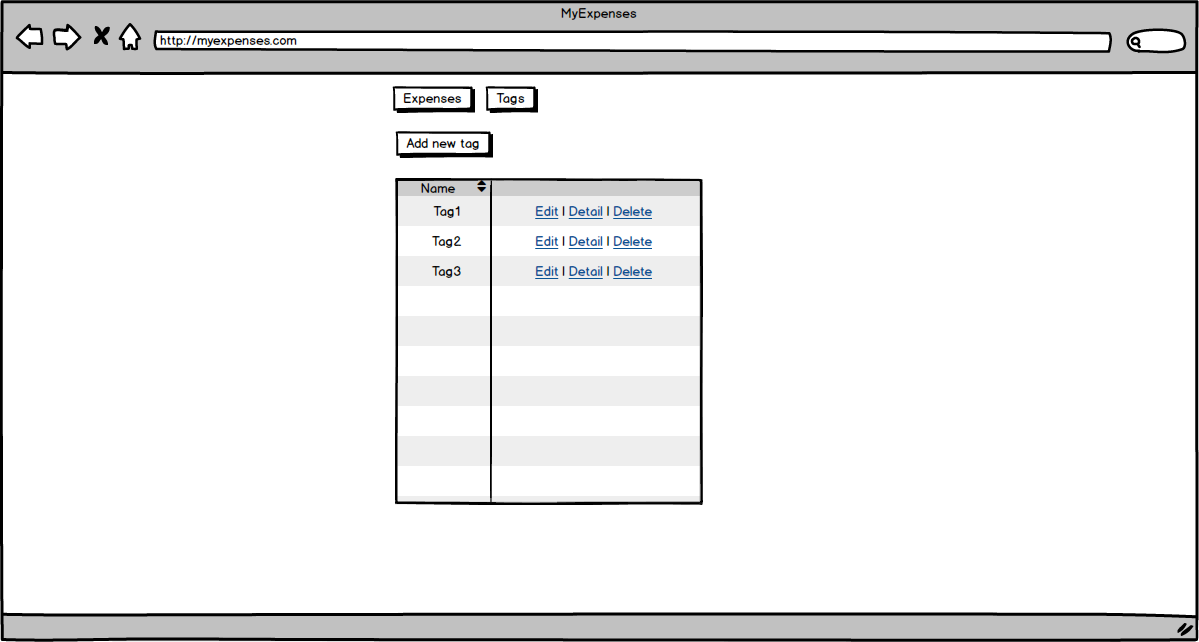 MyExpenses
http://myexpenses.com
Expenses Tags
Add new tag
Name
Tag1 Edit | Detail | Delete
Tag2 Edit | Detail | Delete
Tag3 Edit | Detail | Delete